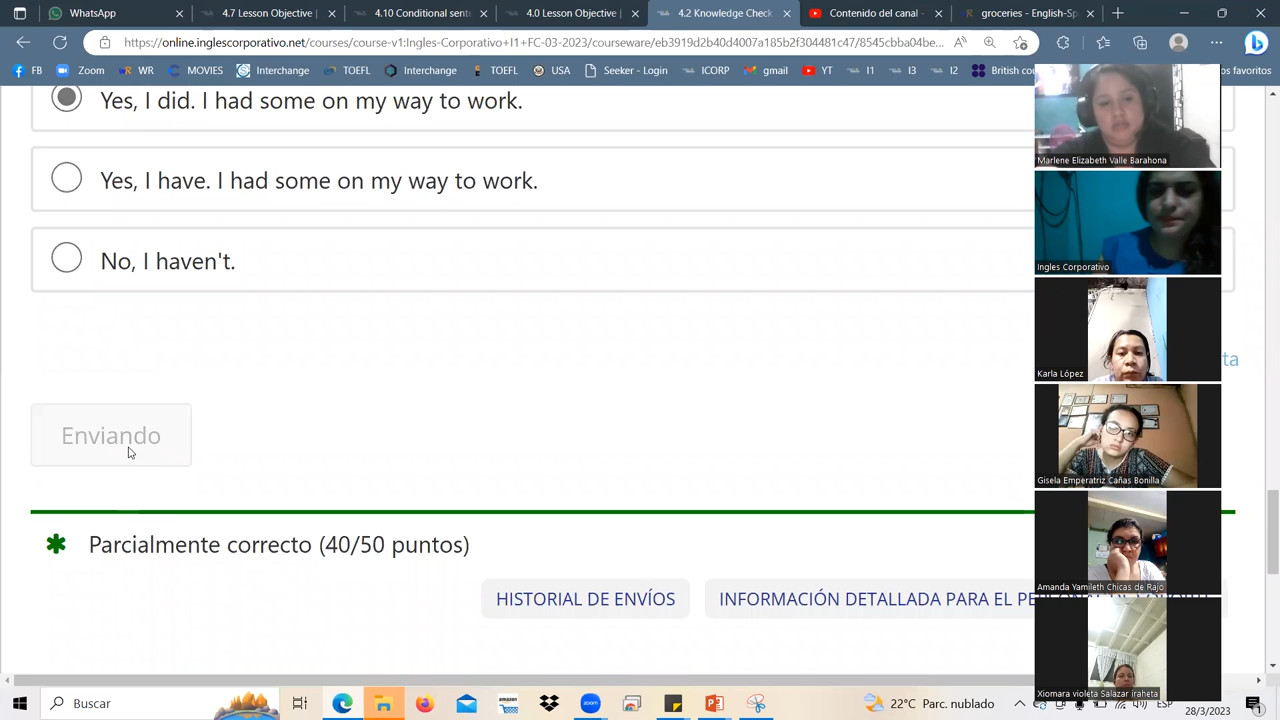 WhatsApp
4.7 Lesson Objective
4.10 Conditional sente
4.0 Lesson Objective
4.2 Knowledge Check
Contenido del canal -
groceries - Sp
https://online.inglescorporativo.net/courses/course-v1:Ingles-Corporativo+I1+FC-03-2023/courseware/eb3919d2b40d4007a185b2f304481c47/8545cbba04be...
FB
Zoom
WR
MOVIES
Interchange
TOEFL
Interchange
TOEFL
USA
Seeker - Login
ICORP
gmail
YT
I1
I3
I2
British cou
os favoritos
Yes, I did. I had some on my way to work.
Yes, I have. I had some on my way to work.
No, I haven't.
ta
Enviando
Parcialmente correcto (40/50 puntos)
HISTORIAL DE ENVÍOS
INFORMACIÓN DETALLADA PARA EL PE
Marlene Elizabeth Valle Barahona
Ingles Corporativo
Karla López
Gisela Emperatriz Cañas Bonilla
Amanda Yamileth Chicas de Rajo
Xiomara violeta Salazar iraheta
Buscar
22°C Parc. nublado
ESP
28/3/2023